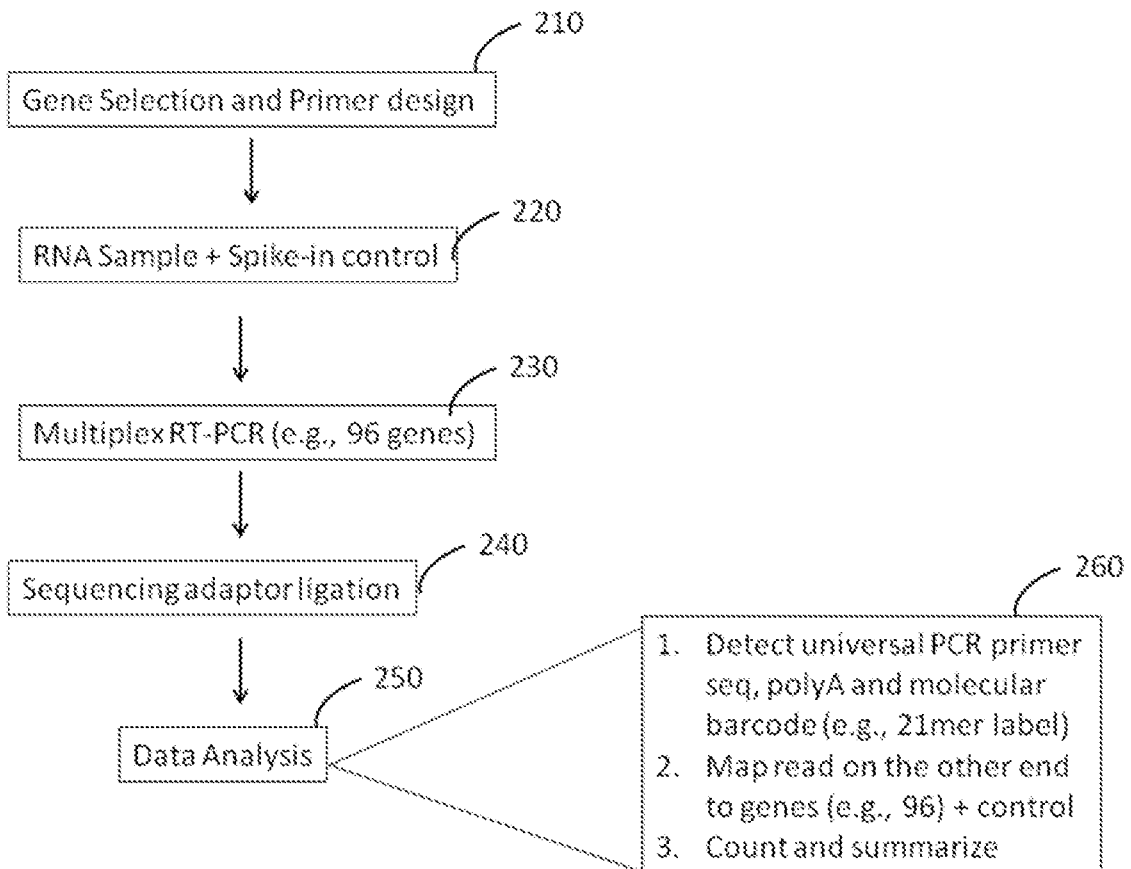 210
Gene Selection and Primer design
220
RNA Sample + Spike-in control
230
Multiplex RT-PCR (e.g., 96 genes)
240
Sequencing adaptor ligation
250
Data Analysis
260
1. Detect universal PCR primer
seq, polyA and molecular
barcode (e.g., 21mer label)
2. Map read on the other end
to genes (e.g., 96) + control
3. Count and summarize